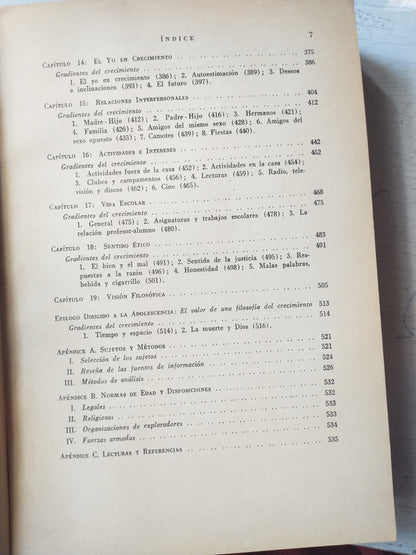 ÍNDICE 7
CAPÍTULO 14: EL YO EN CRECIMIENTO 375
Gradientes del crecimiento 386
1. El yo en crecimiento (386); 2. Autoestimación (389); 3. Deseos
e inclinaciones (393); 4. El futuro (397).
CAPÍTULO 15: RELACIONES INTERPERSONALES 404
Gradientes del crecimiento 412
1. Madre-Hijo (412); 2. Padre-Hijo (416); 3. Hermanos (421);
4. Familia (426); 5. Amigos del mismo sexo (428); 6. Amigos del
sexo opuesto (433); 7. Camotes (439); 8. Fiestas (440).
CAPÍTULO 16: ACTIVIDADES E INTERESES 442
Gradientes del crecimiento 452
1. Actividades fuera de la casa (452); 2. Actividades en la casa (454);
3. Clubes y campamentos (456); 4. Lecturas (459); 5. Radio, tele-
visión y discos (462); 6. Cine (465).
CAPÍTULO 17: VIDA ESCOLAR 468
Gradientes del crecimiento 475
1. General (475); 2. Asignaturas y trabajos escolares (478); 3. La
relación profesor-alumno (480).
CAPÍTULO 18: SENTIDO ÉTICO 483
Gradientes del crecimiento 491
1. El bien y el mal (491); 2. Sentido de la justicia (495); 3. Res-
puestas a la razón (496); 4. Honestidad (498); 5. Malas palabras,
bebida y cigarrillo (501).
CAPÍTULO 19: VISIÓN FILOSÓFICA 505
EPÍLOGO DIRIGIDO A LA ADOLESCENCIA: El valor de una filosofía del crecimiento 513
Gradientes del crecimiento 514
1. Tiempo y espacio (514); 2. La muerte y Dios (516).
APÉNDICE A. SUJETOS Y MÉTODOS 521
I. Selección de los sujetos 521
II. Reseña de las fuentes de información 524
III. Métodos de análisis 526
APÉNDICE B. NORMAS DE EDAD Y DISPOSICIONES 532
I. Legales 532
II. Religiosas 533
III. Organizaciones de exploradores 533
IV. Fuerzas armadas 534
APÉNDICE C. LECTURAS Y REFERENCIAS 535